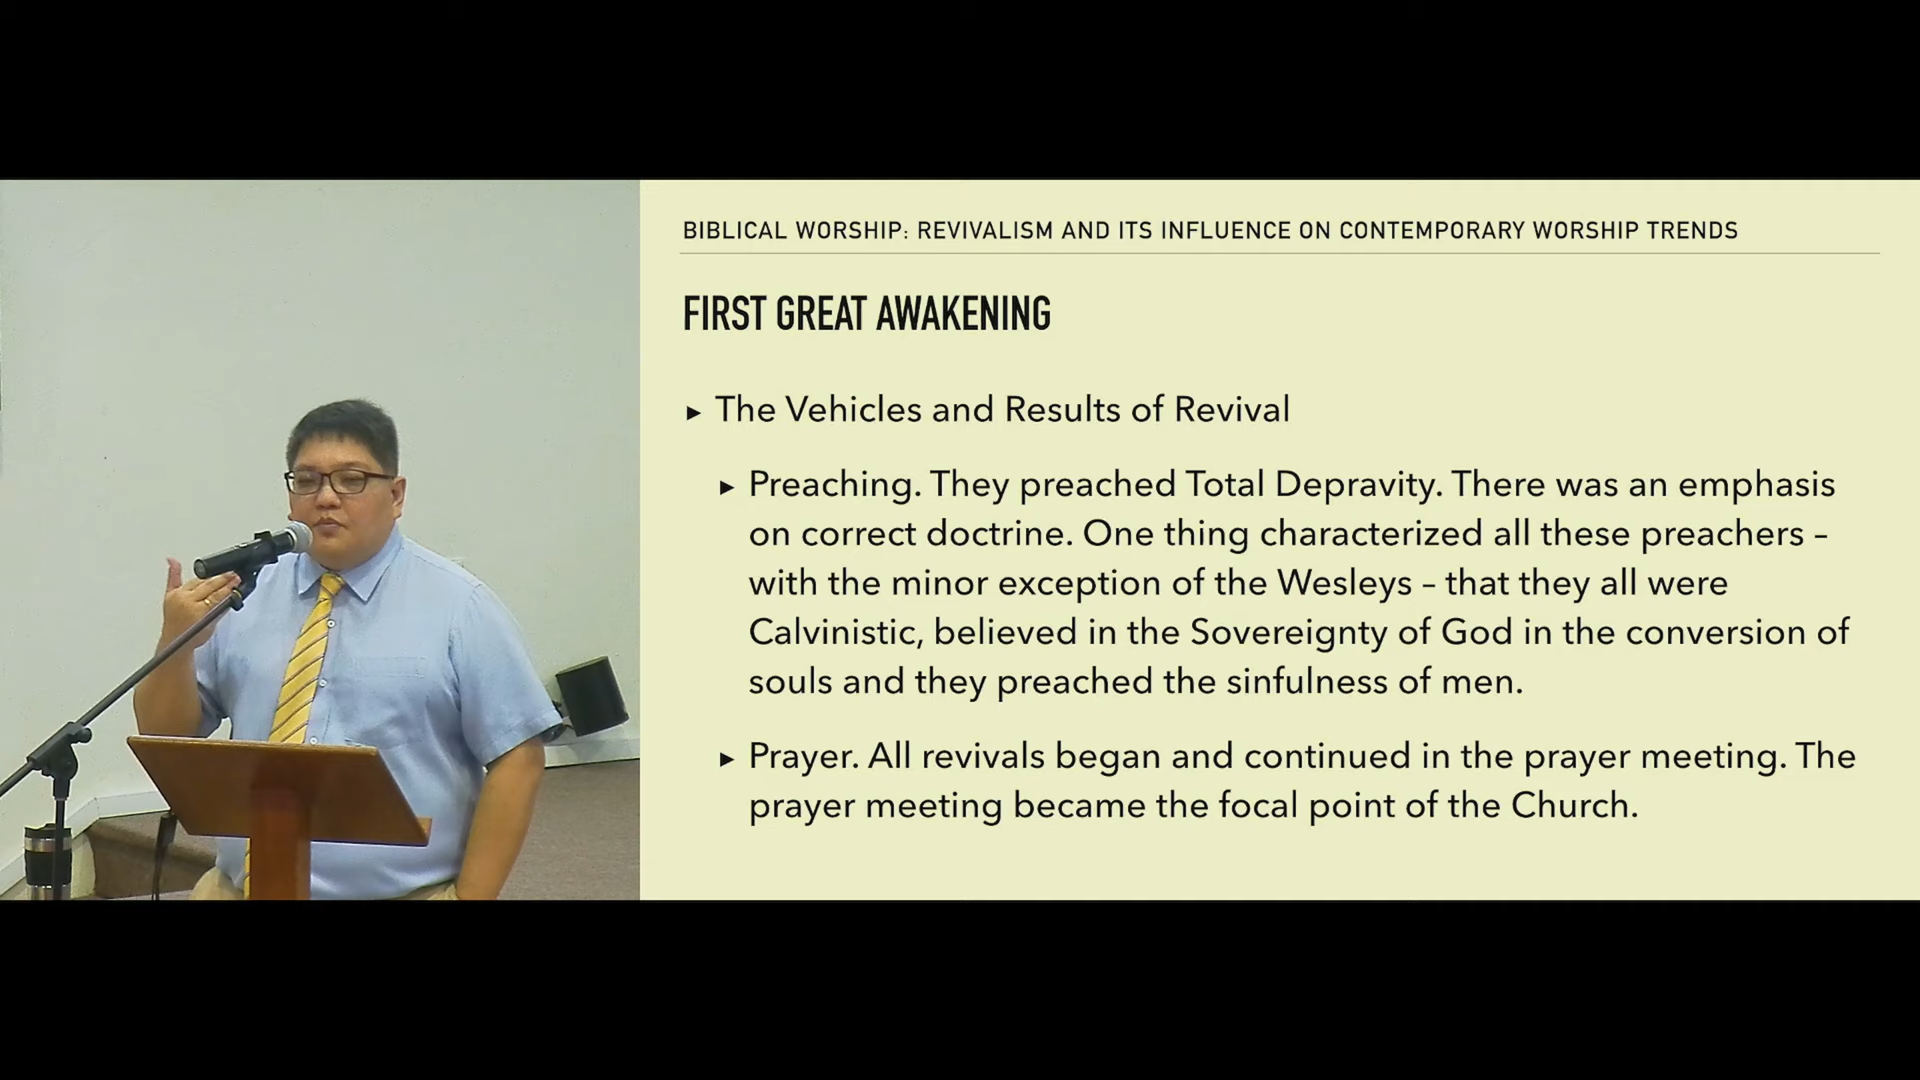 BIBLICAL WORSHIP: REVIVALISM AND ITS INFLUENCE ON CONTEMPORARY WORSHIP TRENDS
FIRST GREAT AWAKENING
▸ The Vehicles and Results of Revival
▸ Preaching. They preached Total Depravity. There was an emphasis
on correct doctrine. One thing characterized all these preachers –
with the minor exception of the Wesleys – that they all were
Calvinistic, believed in the Sovereignty of God in the conversion of
souls and they preached the sinfulness of men.
▸ Prayer. All revivals began and continued in the prayer meeting. The
prayer meeting became the focal point of the Church.